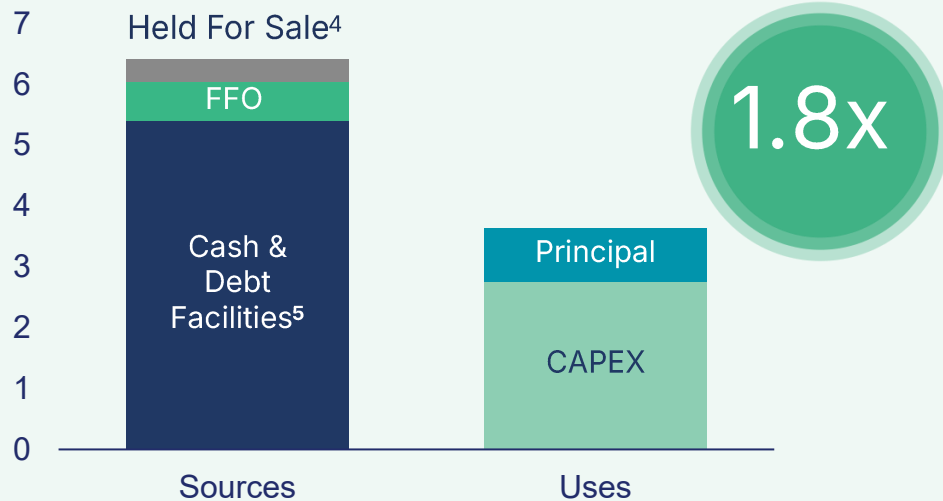 7
Held For Sale⁴
6
FFO
5
4
Cash &
Debt
Facilities⁵
3
2
1
0
Principal
CAPEX
Sources
Uses
1.8x